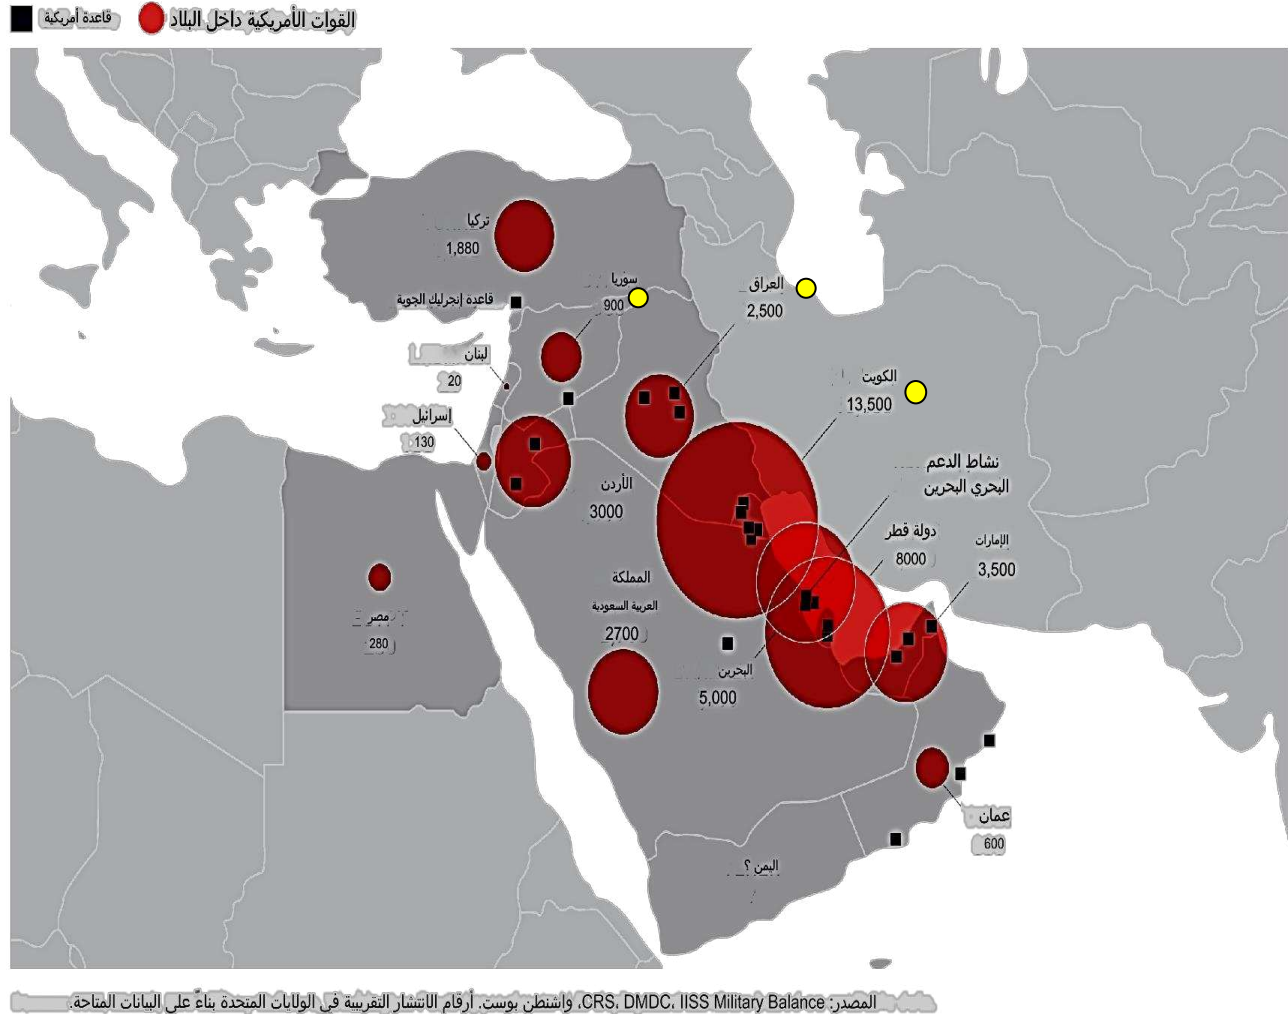 القوات الأمريكية داخل البلاد
قاعدة أمريكية
تركيا
1,880
قاعدة إنجرليك الجوية
سوريا
900
العراق
2,500
لبنان
20
إسرائيل
130
الكويت
13,500
نشاط الدعم
البحري البحرين
الأردن
3000
دولة قطر
8000
الإمارات
3,500
المملكة
العربية السعودية
2700
مصر
280
البحرين
5,000
عمان
600
اليمن ؟
المصدر: CRS, DMDC, IISS Military Balance، واشنطن بوست. أرقام الانتشار التقريبية في الولايات المتحدة بناءً على البيانات المتاحة.